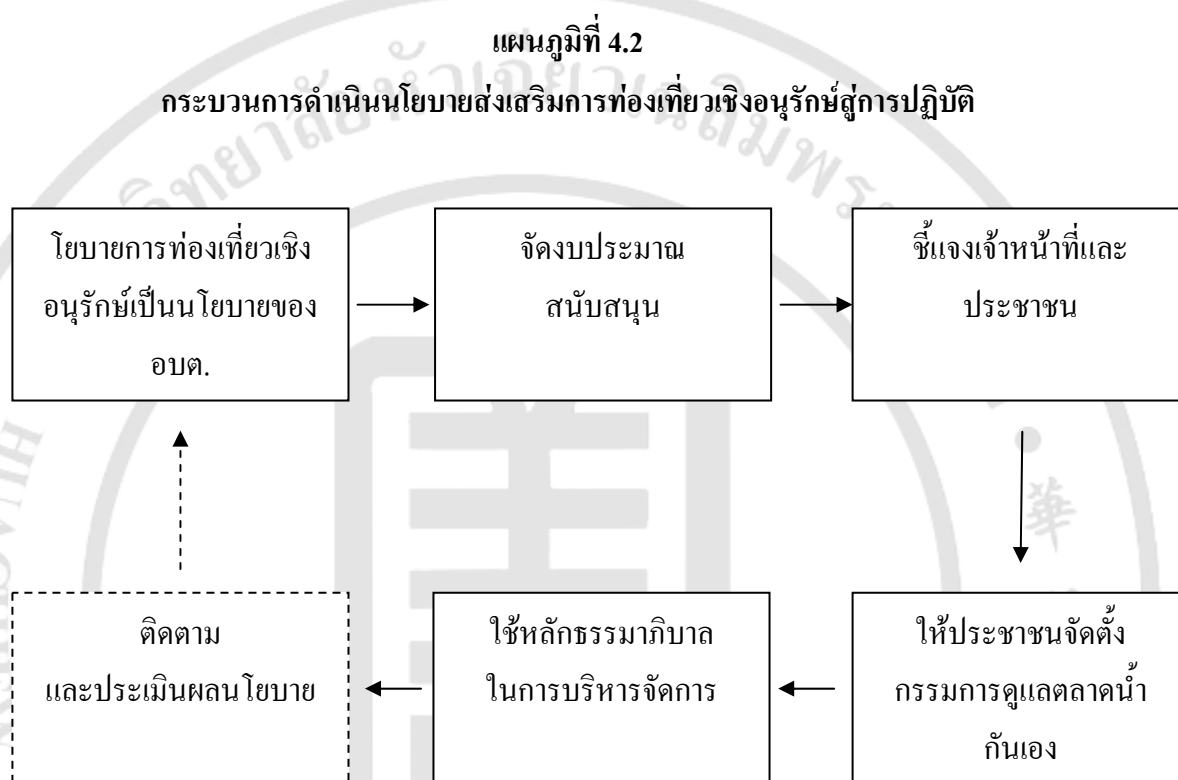 แผนภูมิที่ 4.2
กระบวนการดำเนินนโยบายส่งเสริมการท่องเที่ยวเชิงอนุรักษ์สู่การปฏิบัติ
โยบายการท่องเที่ยวเชิง
อนุรักษ์เป็นนโยบายของ
อบต.
จัดงบประมาณ
สนับสนุน
ชี้แจงเจ้าหน้าที่และ
ประชาชน
ติดตาม
และประเมินผลนโยบาย
ใช้หลักธรรมาภิบาล
ในการบริหารจัดการ
ให้ประชาชนจัดตั้ง
กรรมการดูแลตลาดน้ำ
กันเอง
華